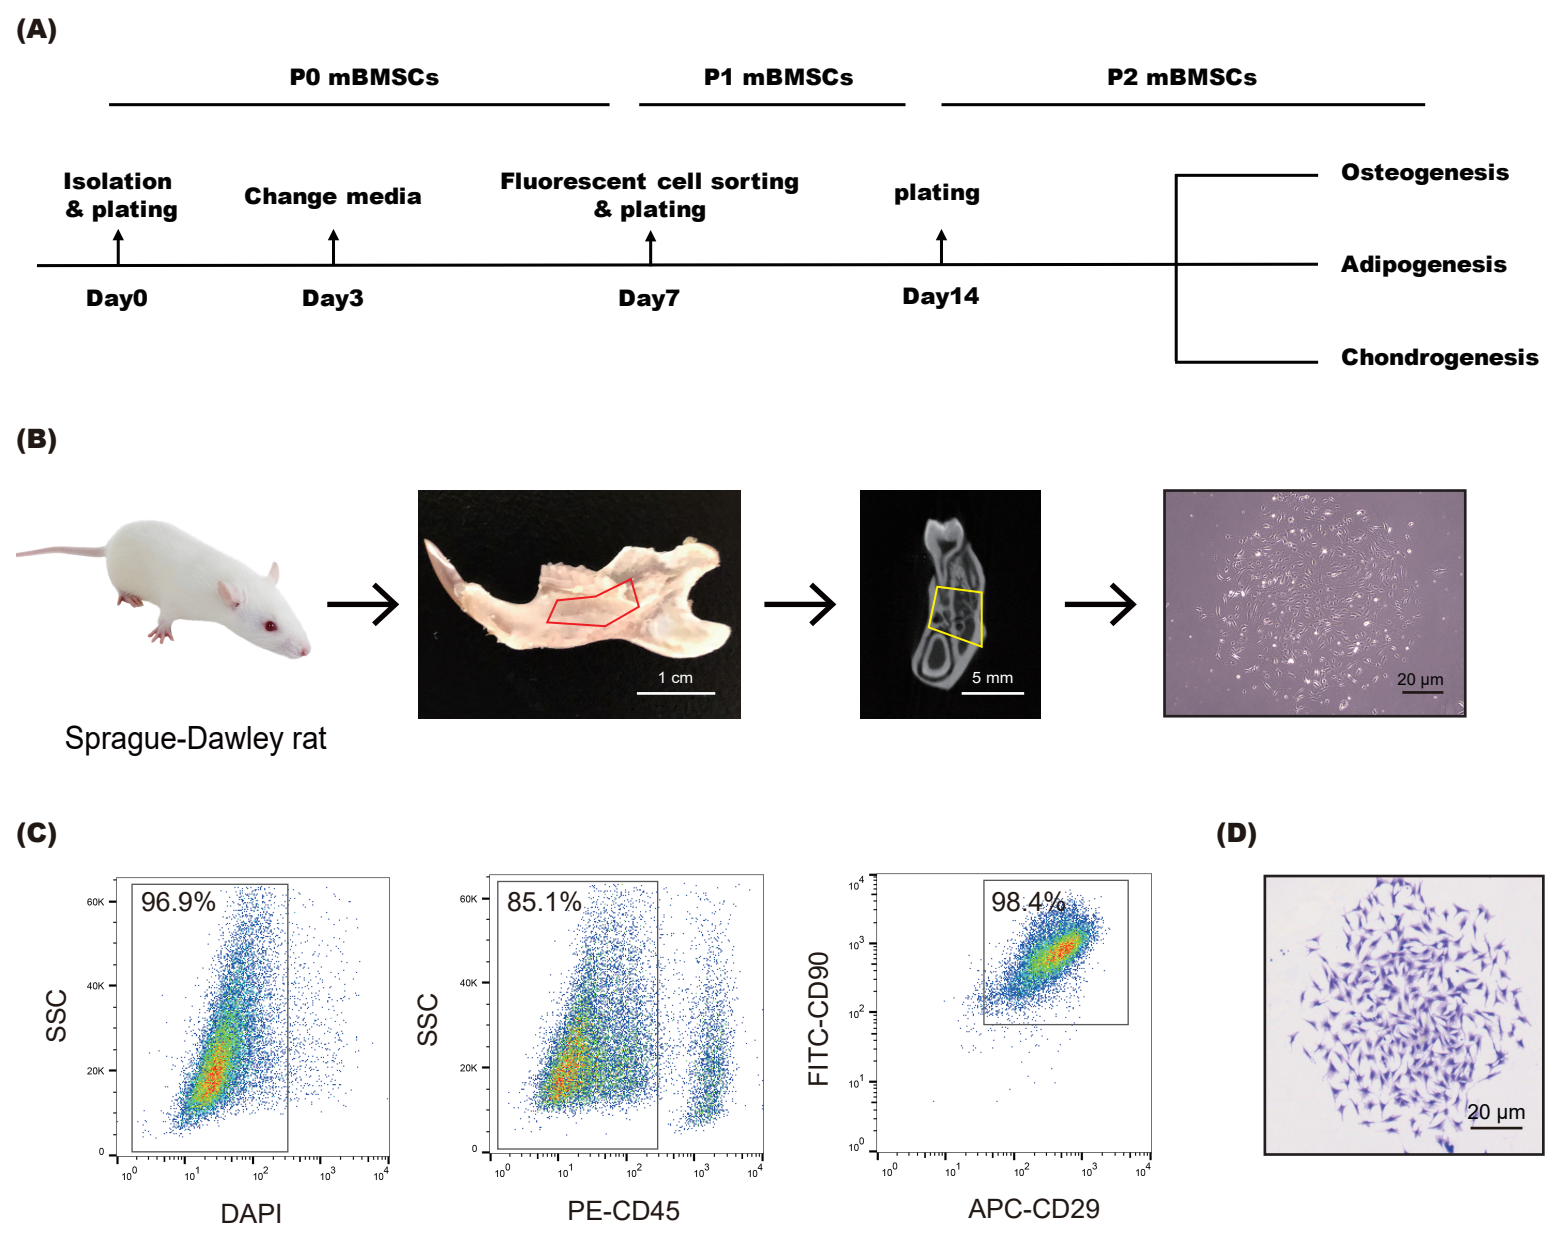 (A)
P0 mBMSCs
P1 mBMSCs
P2 mBMSCs
Isolation
& plating
Change media
Fluorescent cell sorting
& plating
plating
Day0
Day3
Day7
Day14
Osteogenesis
Adipogenesis
Chondrogenesis
(B)
Sprague-Dawley rat
1 cm
5 mm
20 µm
(C)
96.9%
SSC
60K
40K
20K
0
10^0
10^1
10^2
10^3
10^4
DAPI
85.1%
SSC
60K
40K
20K
0
10^0
10^1
10^2
10^3
10^4
PE-CD45
98.4%
FITC-CD90
10^4
10^3
10^2
10^1
10^0
10^0
10^1
10^2
10^3
10^4
APC-CD29
(D)
20 µm